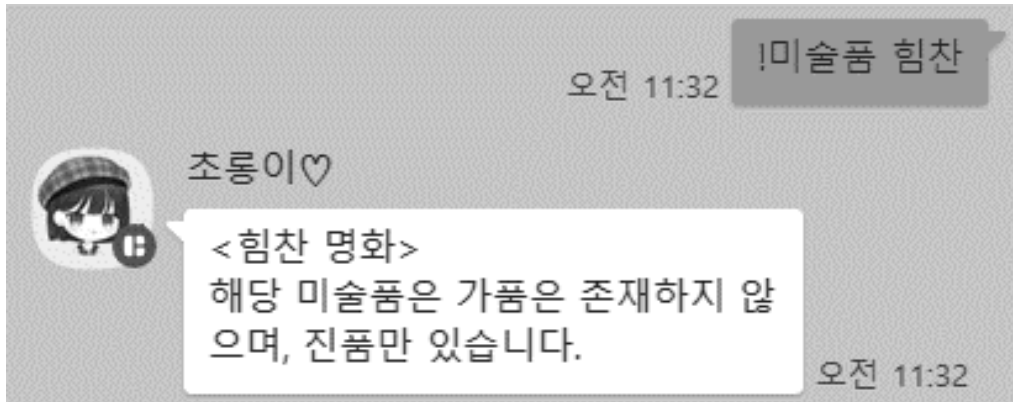 !미술품 힘찬
오전 11:32
초롱이♡
<힘찬 명화>
해당 미술품은 가품은 존재하지 않
으며, 진품만 있습니다.
오전 11:32